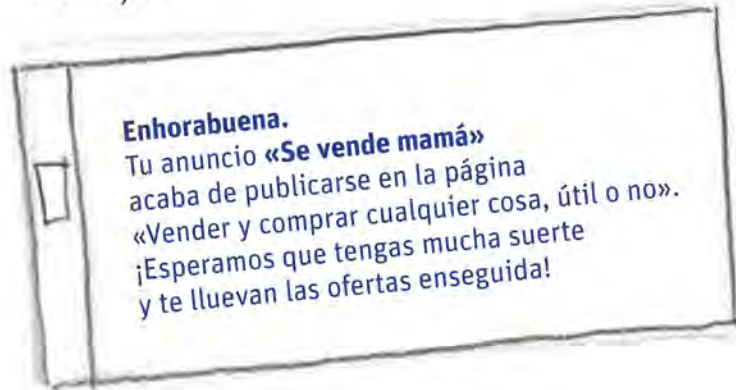 Enhorabuena.
Tu anuncio «Se vende mamá»
acaba de publicarse en la página
«Vender y comprar cualquier cosa, útil o no».
¡Esperamos que tengas mucha suerte
y te lluevan las ofertas enseguida!